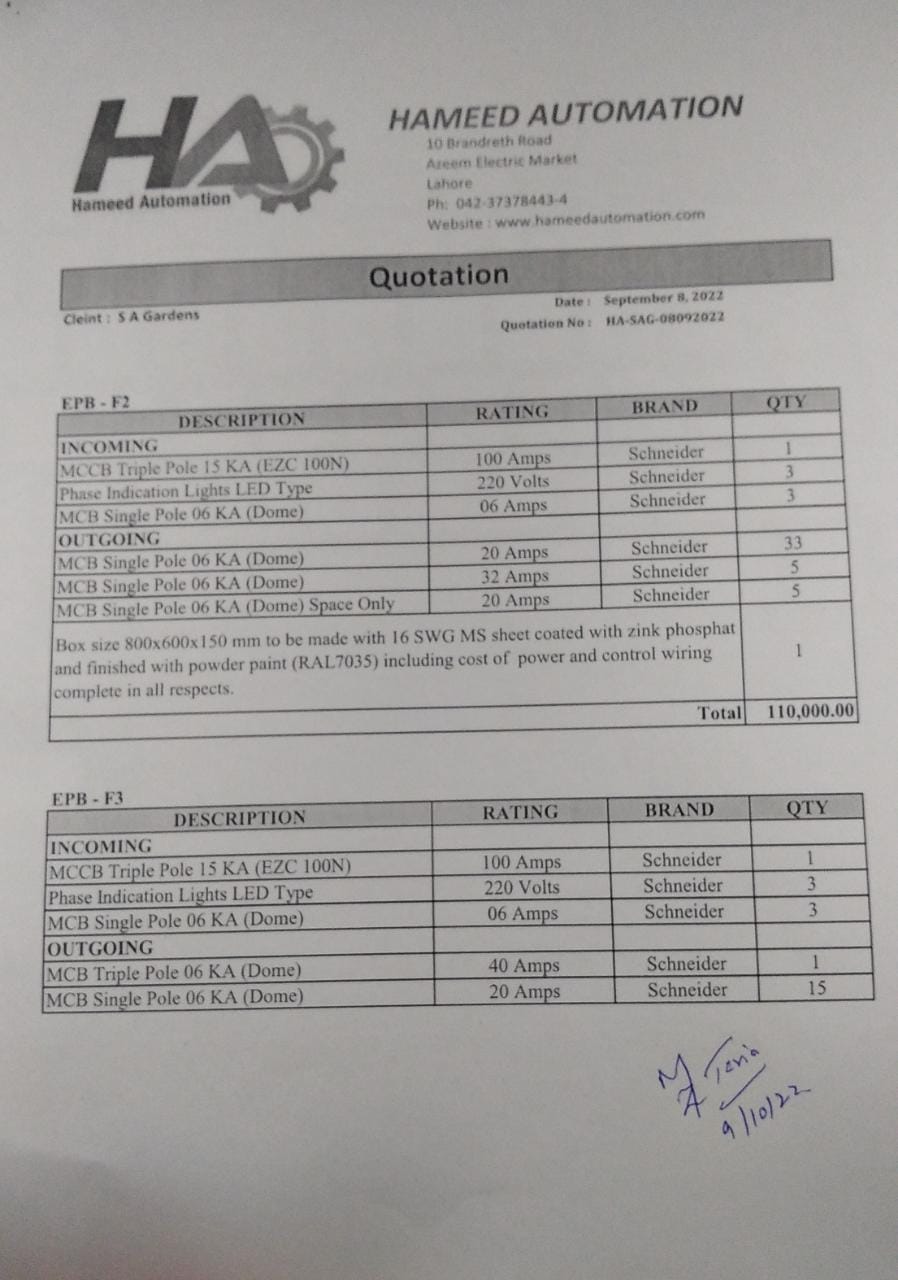 HA
Hameed Automation
HAMEED AUTOMATION
10 Brandreth Road
Azeem Electric Market
Lahore
Ph: 042-37378443-4
Website : www.hameedautomation.com
Quotation
Cleint : S A Gardens
Date : September 8, 2022
Quotation No : HA-SAG-08092022
EPB - F2
DESCRIPTION RATING BRAND QTY
INCOMING
MCCB Triple Pole 15 KA (EZC 100N) 100 Amps Schneider 1
Phase Indication Lights LED Type 220 Volts Schneider 3
MCB Single Pole 06 KA (Dome) 06 Amps Schneider 3
OUTGOING
MCB Single Pole 06 KA (Dome) 20 Amps Schneider 33
MCB Single Pole 06 KA (Dome) 32 Amps Schneider 5
MCB Single Pole 06 KA (Dome) Space Only 20 Amps Schneider 5
Box size 800x600x150 mm to be made with 16 SWG MS sheet coated with zink phosphat
and finished with powder paint (RAL7035) including cost of power and control wiring 1
complete in all respects.
Total 110,000.00
EPB - F3
DESCRIPTION RATING BRAND QTY
INCOMING
MCCB Triple Pole 15 KA (EZC 100N) 100 Amps Schneider 1
Phase Indication Lights LED Type 220 Volts Schneider 3
MCB Single Pole 06 KA (Dome) 06 Amps Schneider 3
OUTGOING
MCB Triple Pole 06 KA (Dome) 40 Amps Schneider 1
MCB Single Pole 06 KA (Dome) 20 Amps Schneider 15
9/10/22